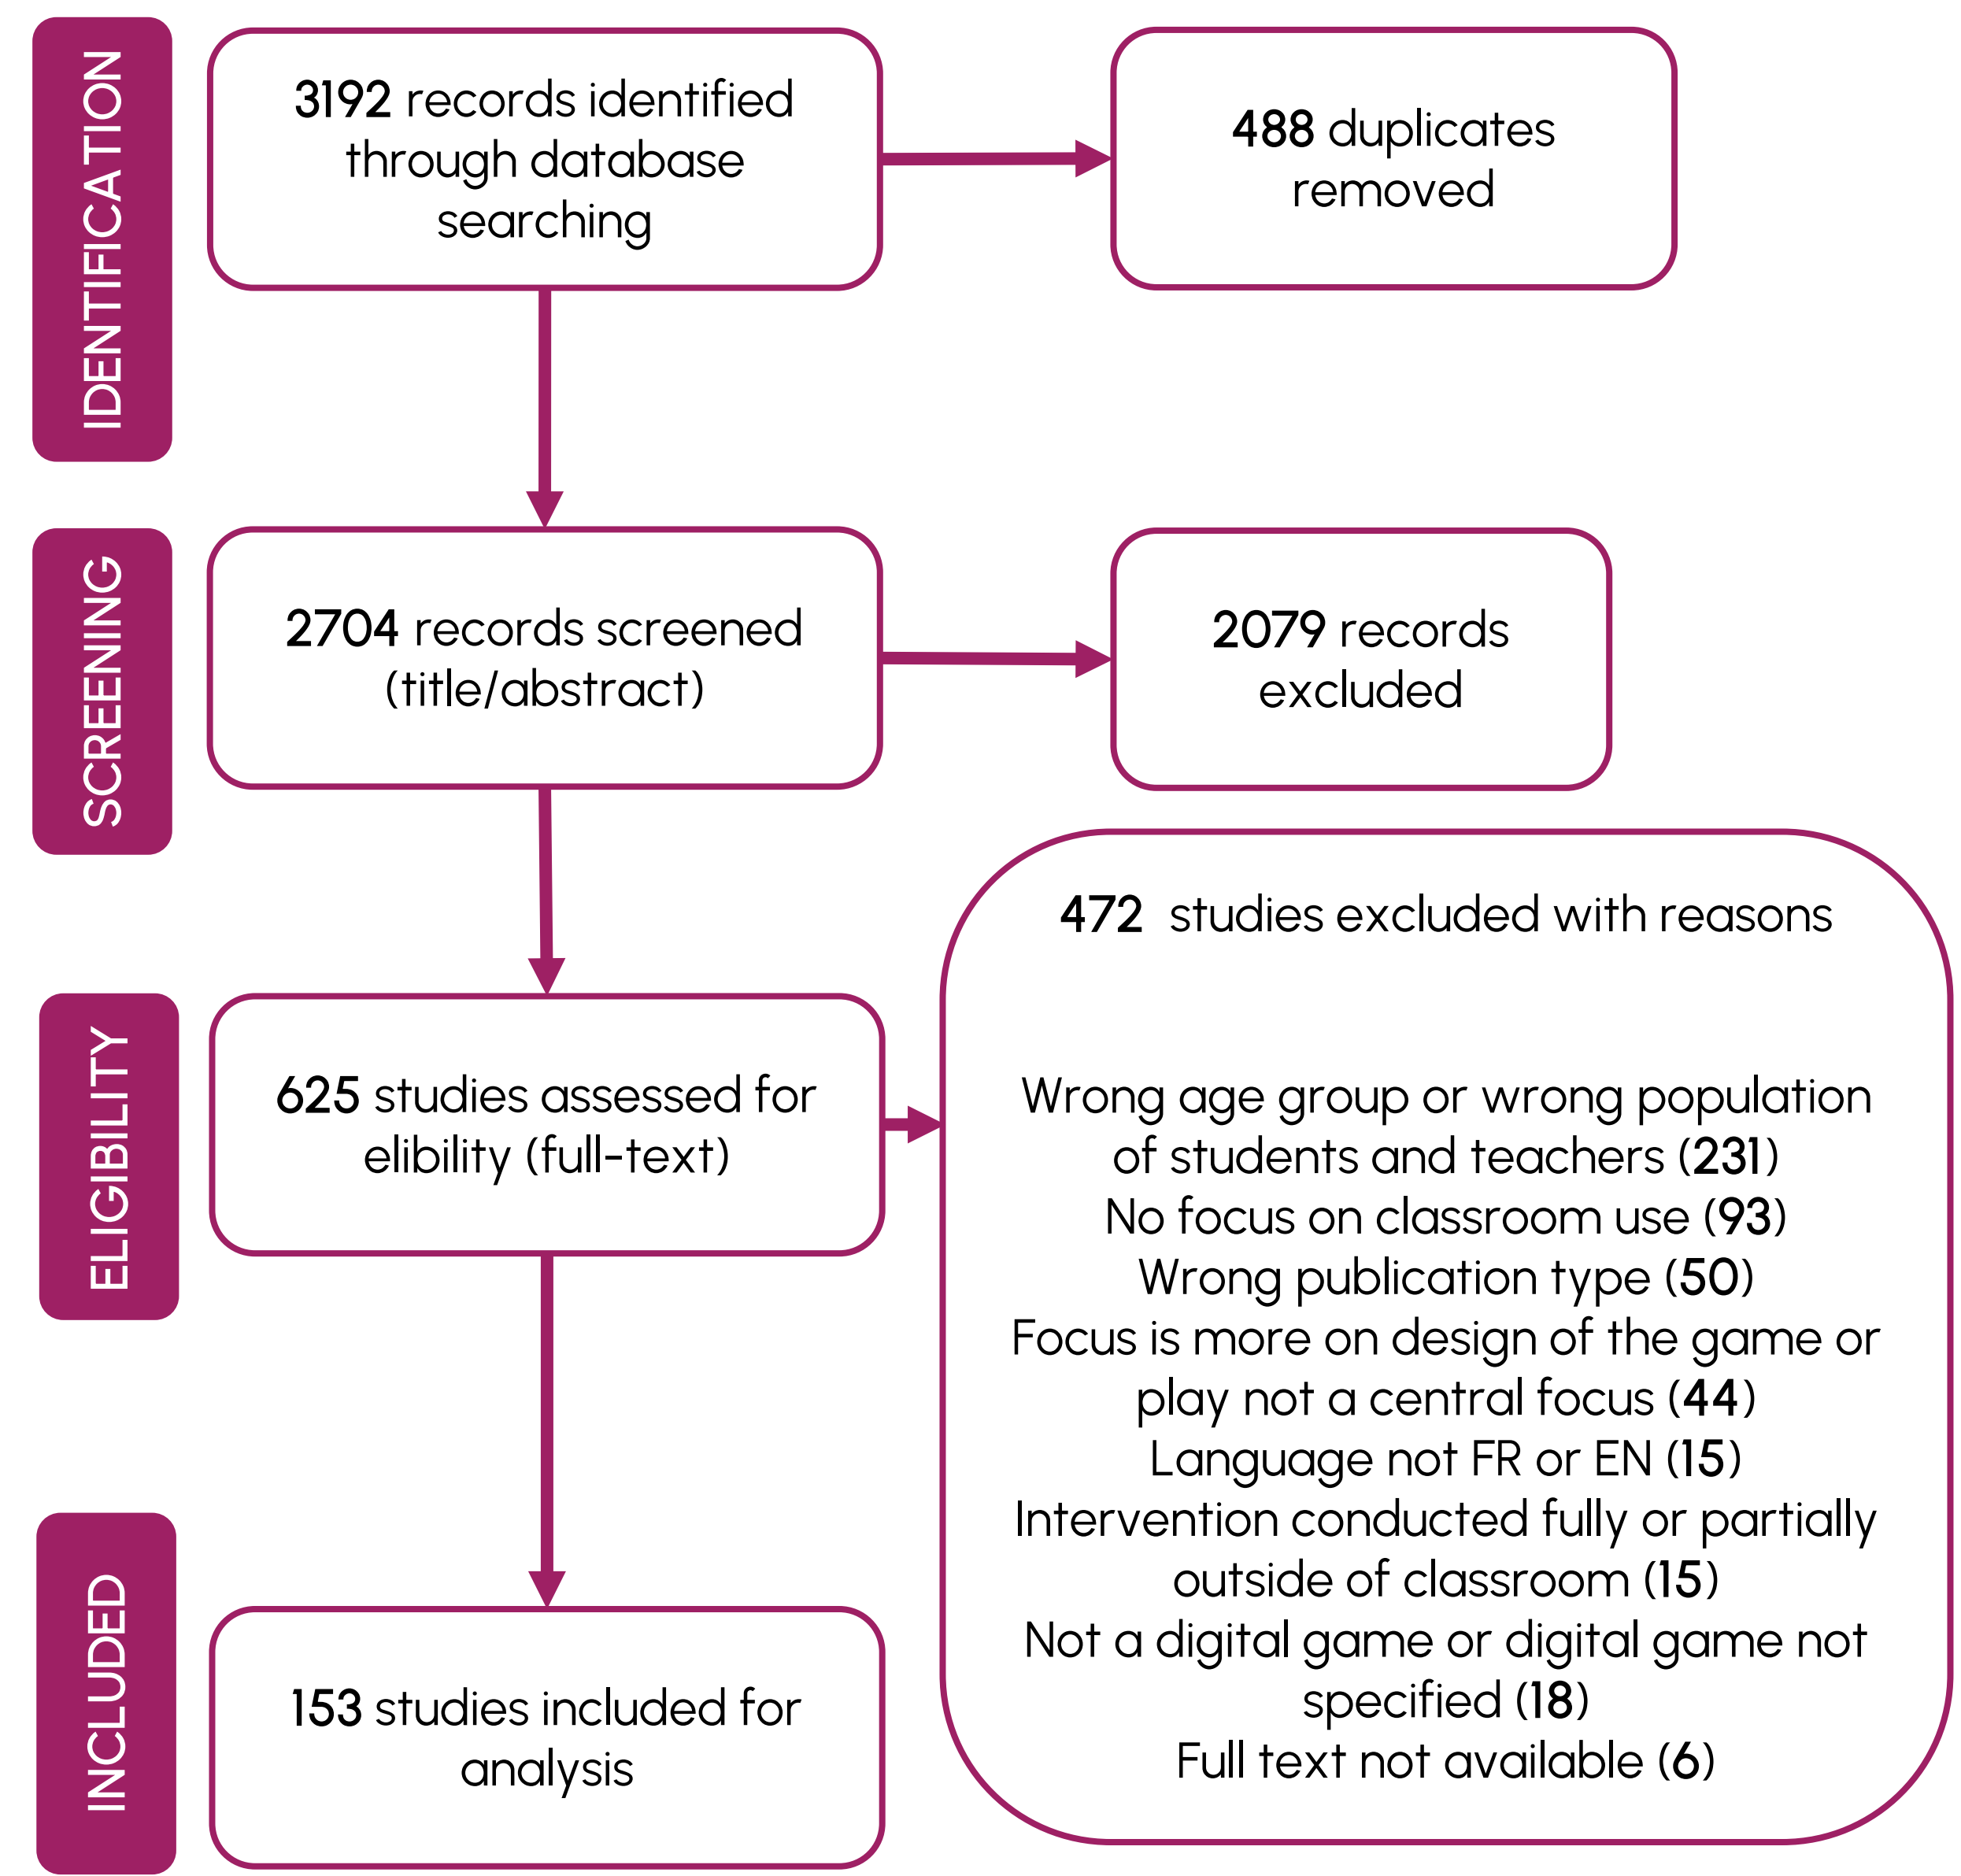 IDENTIFICATION
3192 records identified
through database
searching
488 duplicates
removed
SCREENING
2704 records screened
(title/abstract)
2079 records
excluded
ELIGIBILITY
625 studies assessed for
elibility (full-text)
472 studies excluded with reasons
Wrong age group or wrong population
of students and teachers (231)
No focus on classroom use (93)
Wrong publication type (50)
Focus is more on design of the game or
play not a central focus (44)
Language not FR or EN (15)
Intervention conducted fully or partially
outside of classroom (15)
Not a digital game or digital game not
specified (18)
Full text not available (6)
INCLUDED
153 studies included for
analysis